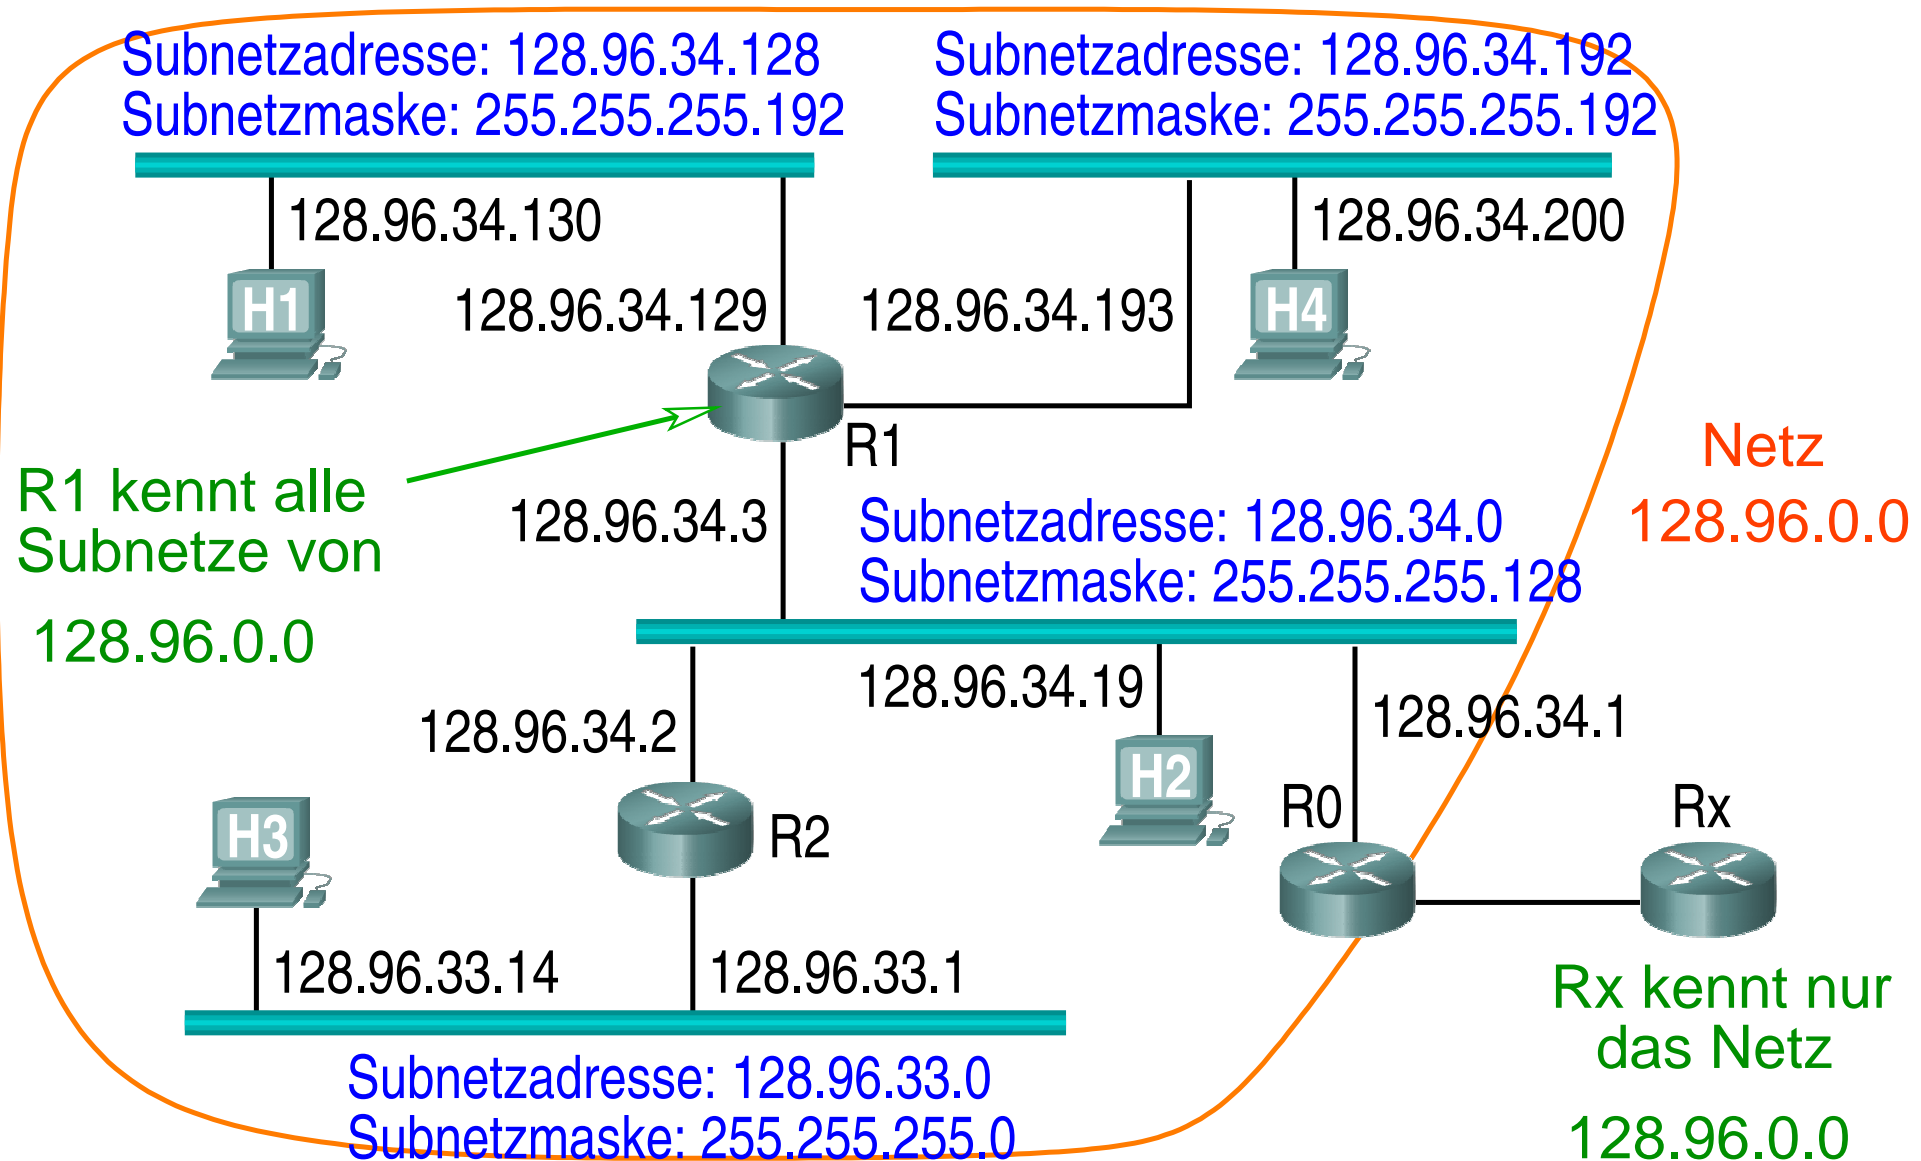 Subnetzadresse: 128.96.34.128
Subnetzmaske: 255.255.255.192
Subnetzadresse: 128.96.34.192
Subnetzmaske: 255.255.255.192
128.96.34.130
128.96.34.200
H1
128.96.34.129
128.96.34.193
H4
R1
R1 kennt alle
Subnetze von
128.96.0.0
128.96.34.3
Subnetzadresse: 128.96.34.0
Subnetzmaske: 255.255.255.128
Netz
128.96.0.0
128.96.34.2
128.96.34.19
128.96.34.1
H2
R0
Rx
H3
R2
128.96.33.14
128.96.33.1
Rx kennt nur
das Netz
128.96.0.0
Subnetzadresse: 128.96.33.0
Subnetzmaske: 255.255.255.0